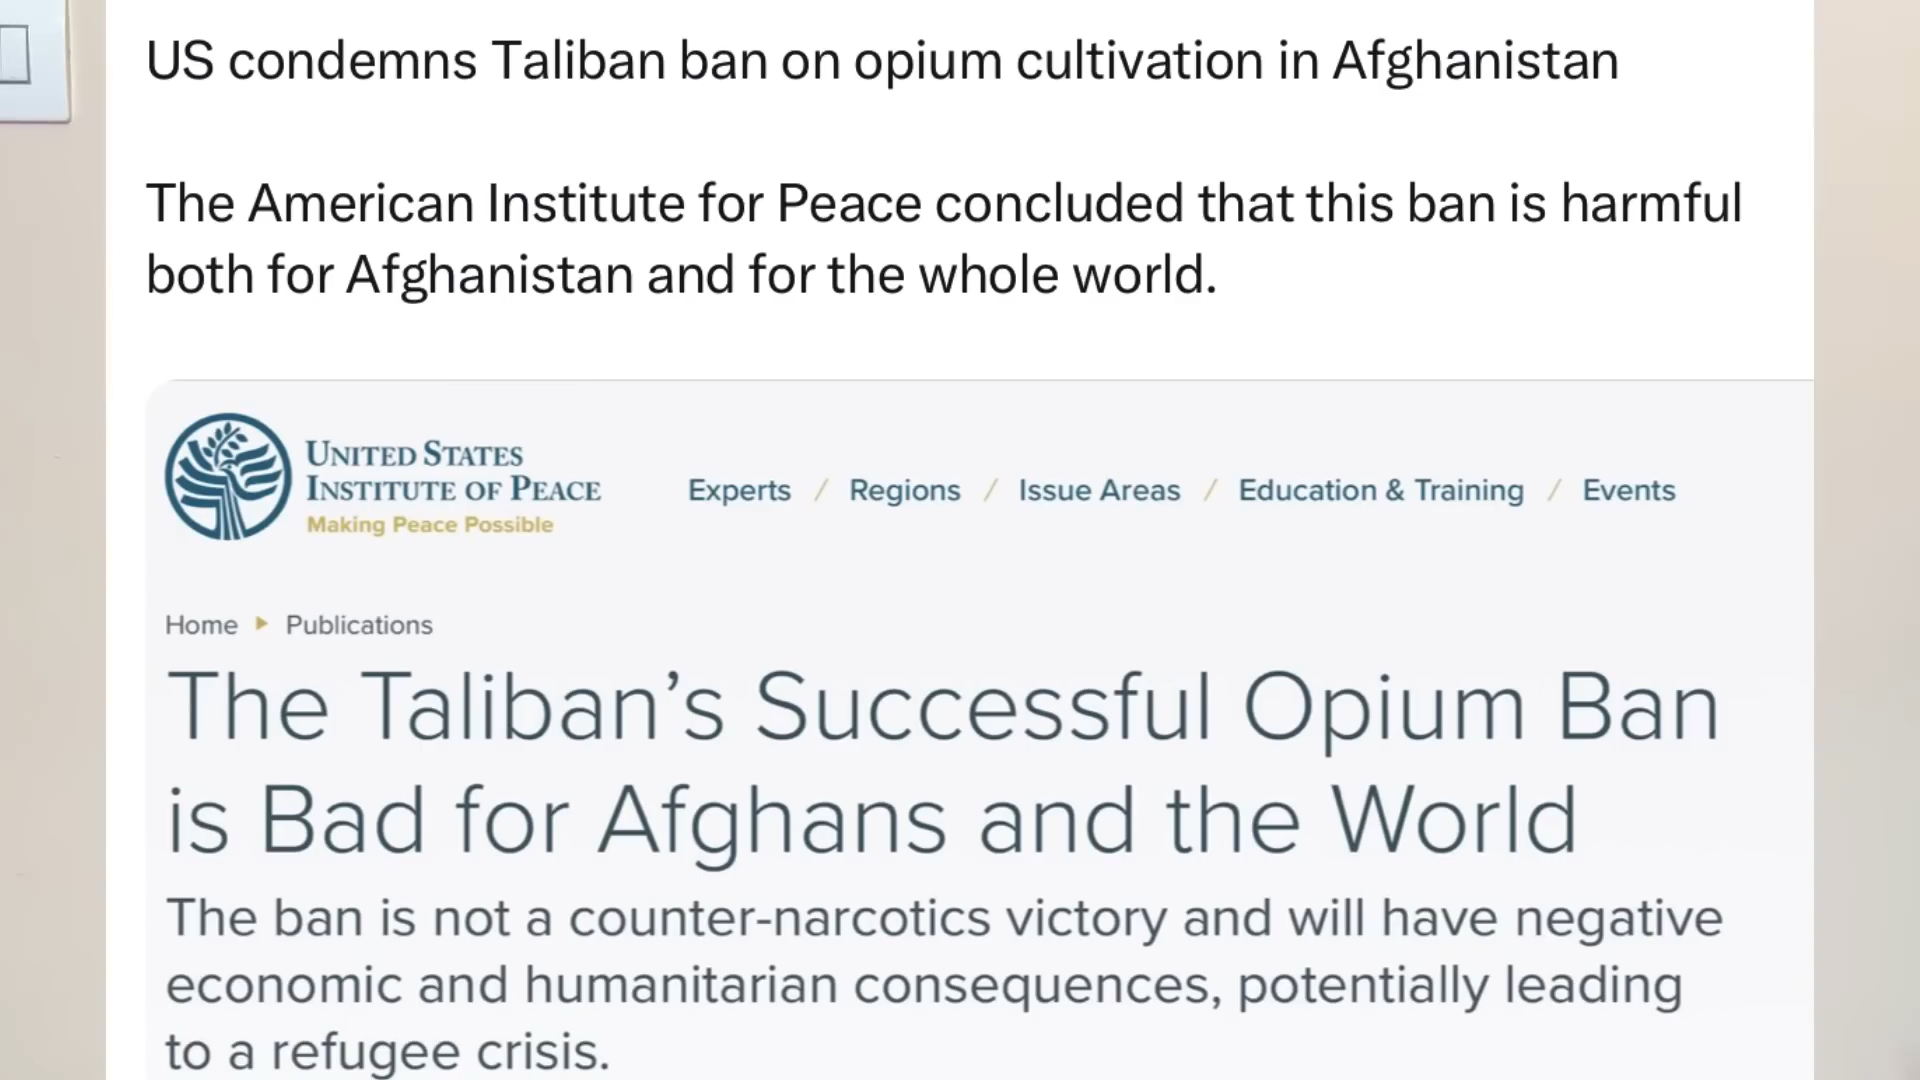 US condemns Taliban ban on opium cultivation in Afghanistan
The American Institute for Peace concluded that this ban is harmful
both for Afghanistan and for the whole world.
UNITED STATES
INSTITUTE OF PEACE
Making Peace Possible
Experts / Regions / Issue Areas / Education & Training / Events
Home ▸ Publications
The Taliban’s Successful Opium Ban
is Bad for Afghans and the World
The ban is not a counter-narcotics victory and will have negative
economic and humanitarian consequences, potentially leading
to a refugee crisis.